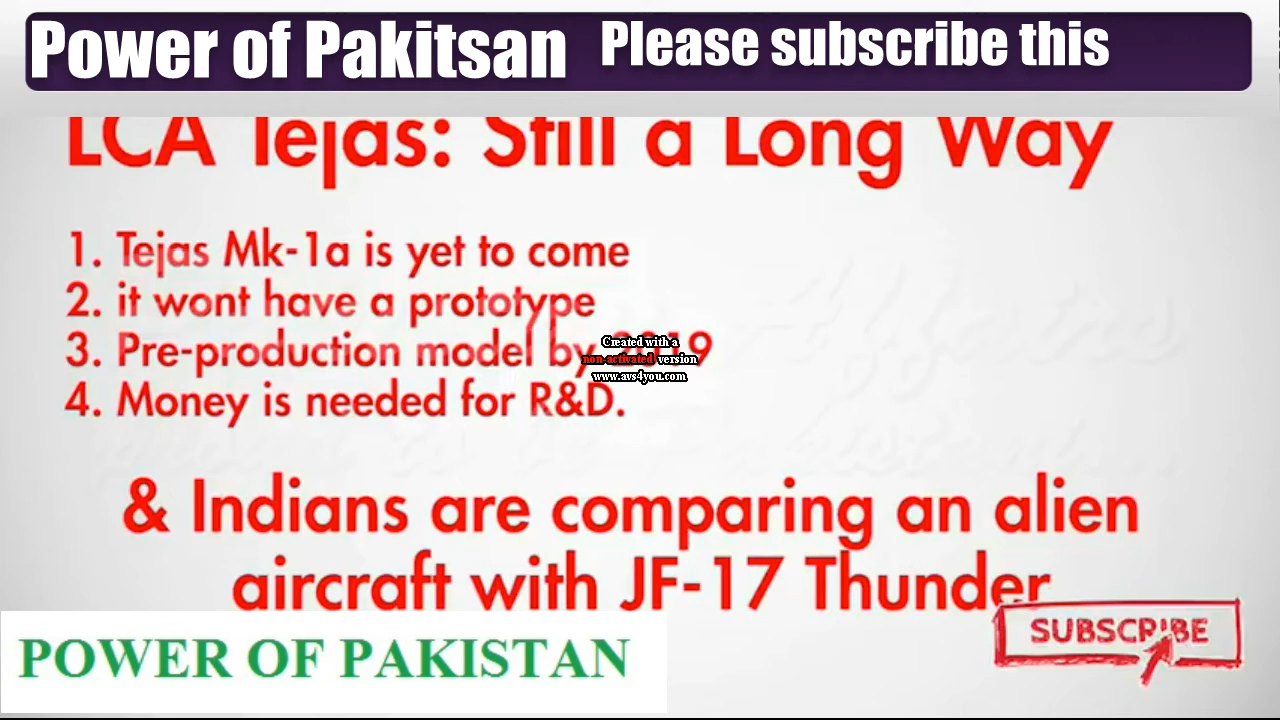 Power of Pakitsan Please subscribe this
LCA Tejas: Still a Long Way
1. Tejas Mk-1a is yet to come
2. it wont have a prototype
3. Pre-production model by 2019
4. Money is needed for R&D.
Created with a
non-activated version
www.avs4you.com
& Indians are comparing an alien
aircraft with JF-17 Thunder
SUBSCRIBE
POWER OF PAKISTAN